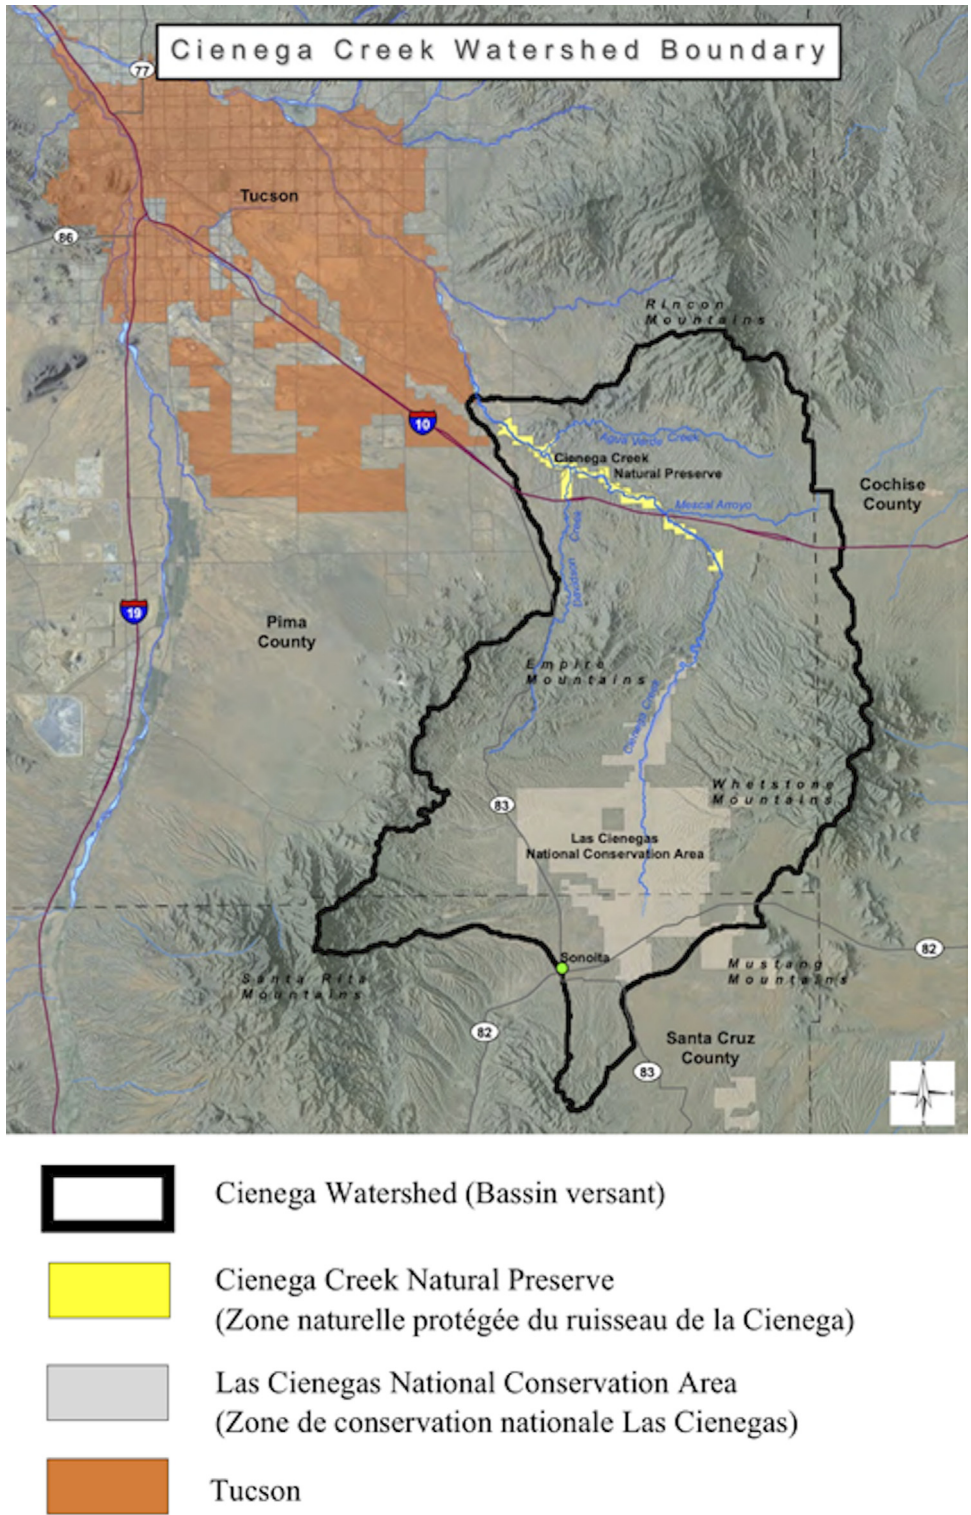 Cienega Creek Watershed Boundary
77
Tucson
86
Rincon
Mountains
10
Agua Verde Creek
Cienega Creek
Natural Preserve
Cochise
County
Mescal Arroyo
Davidson Creek
19
Pima
County
Empire
Mountains
Cienega Creek
Whetstone
Mountains
83
Las Cienegas
National Conservation Area
82
Sonoita
Mustang
Mountains
Santa Rita
Mountains
82
Santa Cruz
County
83
Cienega Watershed (Bassin versant)
Cienega Creek Natural Preserve
(Zone naturelle protégée du ruisseau de la Cienega)
Las Cienegas National Conservation Area
(Zone de conservation nationale Las Cienegas)
Tucson